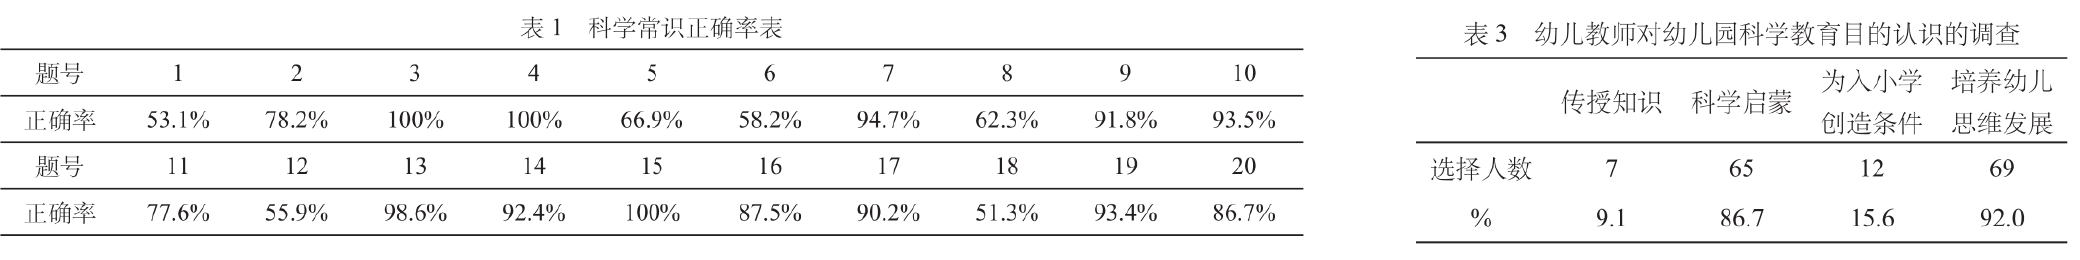 表 1 科学常识正确率表
题号 1 2 3 4 5 6 7 8 9 10
正确率 53.1% 78.2% 100% 100% 66.9% 58.2% 94.7% 62.3% 91.8% 93.5%
题号 11 12 13 14 15 16 17 18 19 20
正确率 77.6% 55.9% 98.6% 92.4% 100% 87.5% 90.2% 51.3% 93.4% 86.7%
表 3 幼儿教师对幼儿园科学教育目的认识的调查
传授知识 科学启蒙 为入小学创造条件 培养幼儿思维发展
选择人数 7 65 12 69
% 9.1 86.7 15.6 92.0